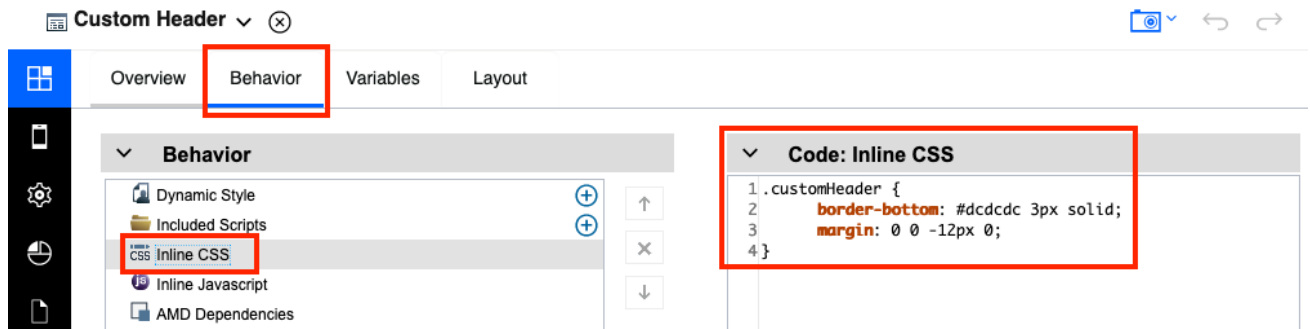 Custom Header
Overview
Behavior
Variables
Layout
Behavior
Dynamic Style
Included Scripts
css Inline CSS
js Inline Javascript
AMD Dependencies
Code: Inline CSS
1 .customHeader {
2 border-bottom: #dcdcdc 3px solid;
3 margin: 0 0 -12px 0;
4 }